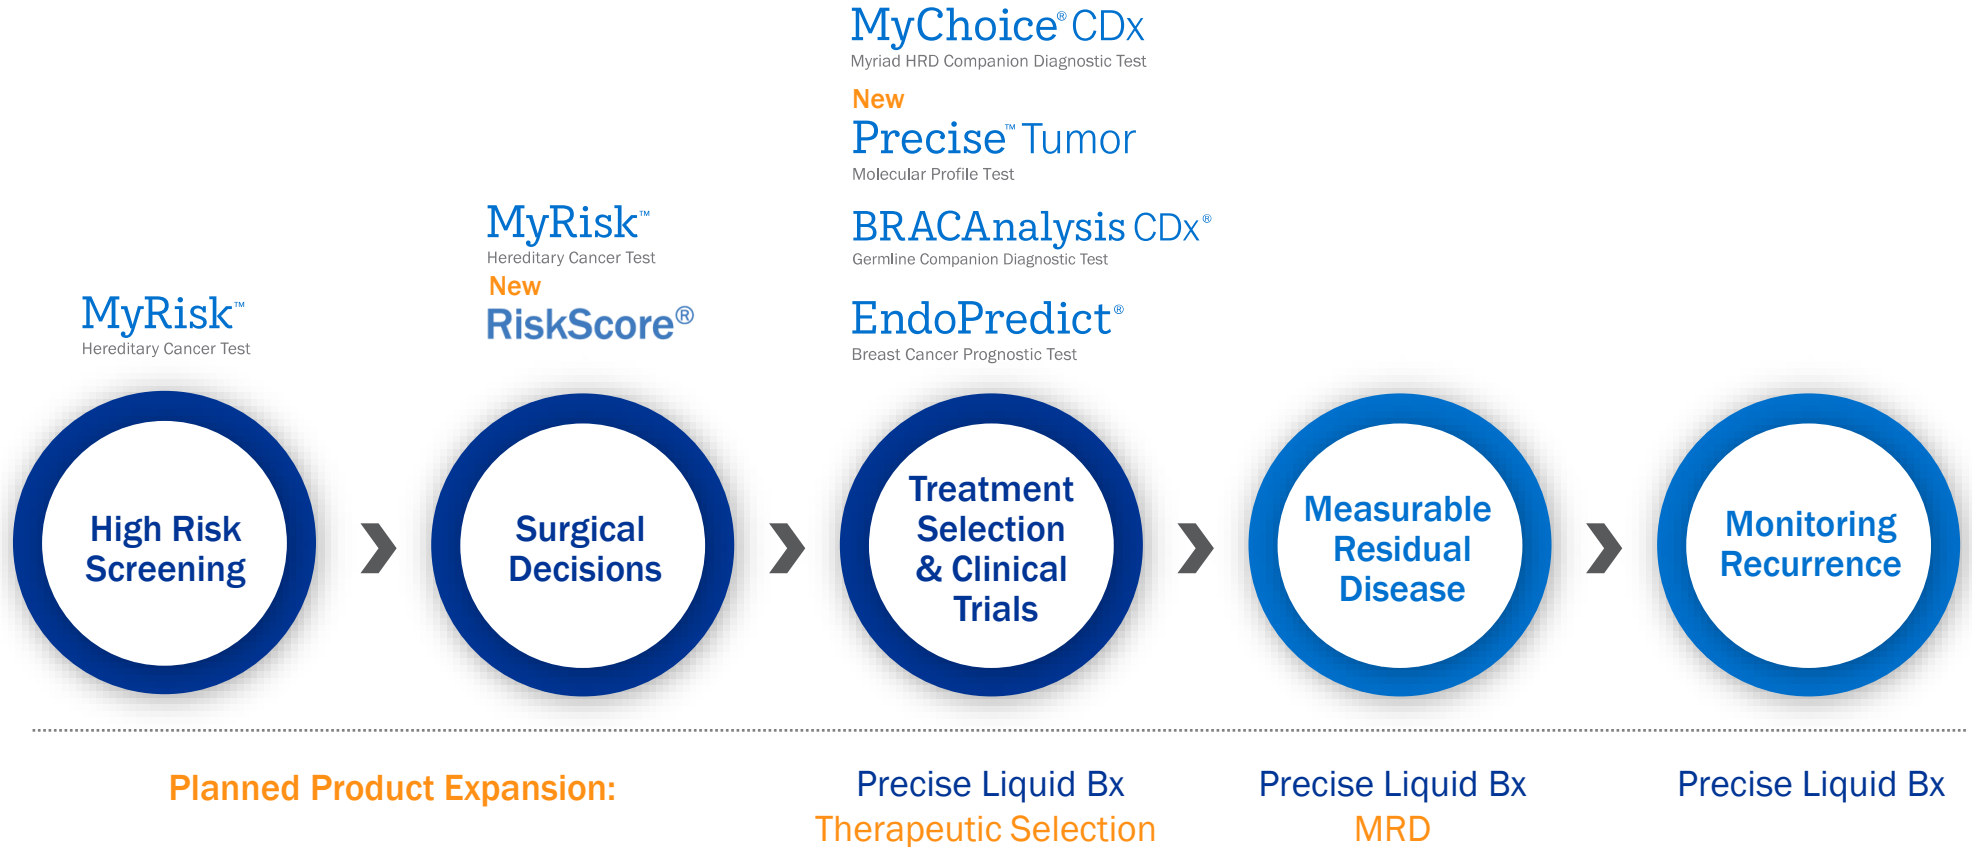 MyChoice® CDx
Myriad HRD Companion Diagnostic Test
New
Precise™ Tumor
Molecular Profile Test
BRACAnalysis CDx®
Germline Companion Diagnostic Test
EndoPredict®
Breast Cancer Prognostic Test
MyRisk™
Hereditary Cancer Test
New
RiskScore®
MyRisk™
Hereditary Cancer Test
High Risk
Screening
Surgical
Decisions
Treatment
Selection
& Clinical
Trials
Measurable
Residual
Disease
Monitoring
Recurrence
Planned Product Expansion:
Precise Liquid Bx
Therapeutic Selection
Precise Liquid Bx
MRD
Precise Liquid Bx